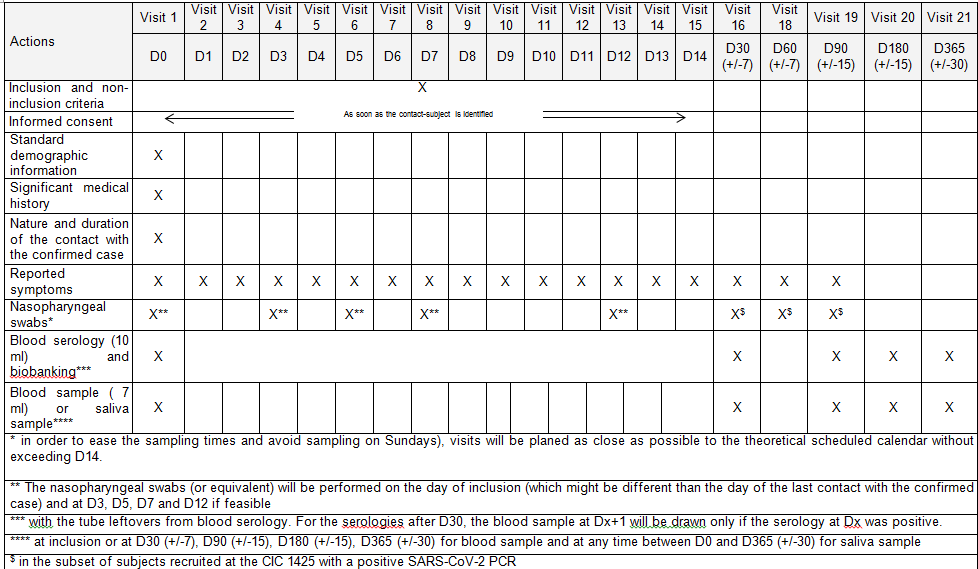 Actions
Visit 1 Visit 2 Visit 3 Visit 4 Visit 5 Visit 6 Visit 7 Visit 8 Visit 9 Visit 10 Visit 11 Visit 12 Visit 13 Visit 14 Visit 15 Visit 16 Visit 18 Visit 19 Visit 20 Visit 21
D0 D1 D2 D3 D4 D5 D6 D7 D8 D9 D10 D11 D12 D13 D14 D30 (+/-7) D60 (+/-7) D90 (+/-15) D180 (+/-15) D365 (+/-30)
Inclusion and non-
inclusion criteria
X
Informed consent
As soon as the contact-subject is identified
Standard
demographic
information
X
Significant medical
history
X
Nature and duration
of the contact with
the confirmed case
X
Reported
symptoms
X X X X X X X X X X X X X X X X X X
Nasopharyngeal
swabs*
X** X** X** X** X** X$ X$ X$
Blood serology (10
ml) and
biobanking***
X X X X X
Blood sample ( 7
ml) or saliva
sample****
X X X X X
* in order to ease the sampling times and avoid sampling on Sundays), visits will be planed as close as possible to the theoretical scheduled calendar without
exceeding D14.
** The nasopharyngeal swabs (or equivalent) will be performed on the day of inclusion (which might be different than the day of the last contact with the confirmed
case) and at D3, D5, D7 and D12 if feasible
*** with the tube leftovers from blood serology. For the serologies after D30, the blood sample at Dx+1 will be drawn only if the serology at Dx was positive.
**** at inclusion or at D30 (+/-7), D90 (+/-15), D180 (+/-15), D365 (+/-30) for blood sample and at any time between D0 and D365 (+/-30) for saliva sample
$ in the subset of subjects recruited at the CIC 1425 with a positive SARS-CoV-2 PCR